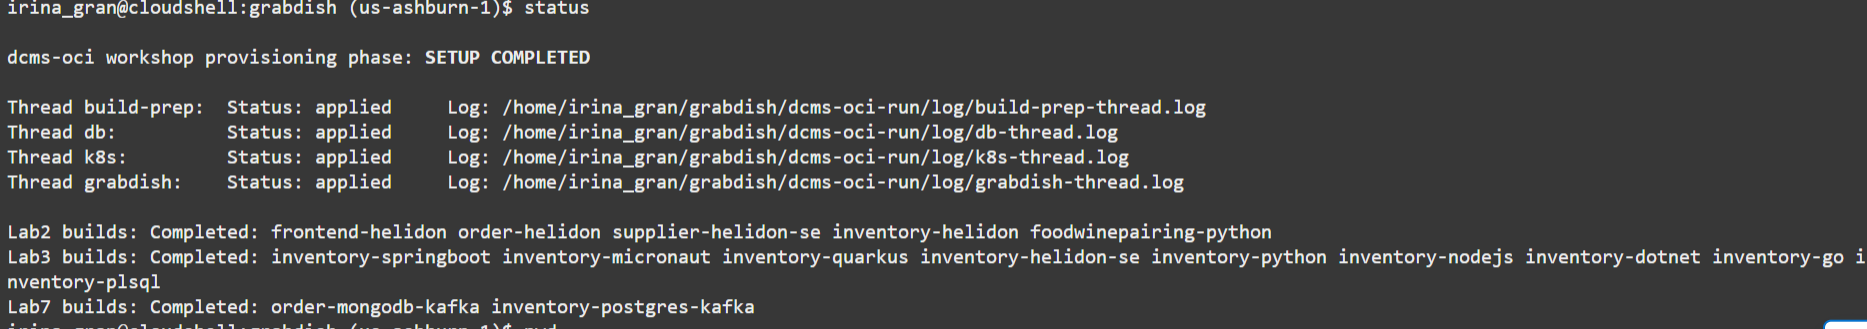 irina_gran@cloudshell:grabdish (us-ashburn-1)$ status
dcms-oci workshop provisioning phase: SETUP COMPLETED
Thread build-prep:  Status: applied     Log: /home/irina_gran/grabdish/dcms-oci-run/log/build-prep-thread.log
Thread db:          Status: applied     Log: /home/irina_gran/grabdish/dcms-oci-run/log/db-thread.log
Thread k8s:         Status: applied     Log: /home/irina_gran/grabdish/dcms-oci-run/log/k8s-thread.log
Thread grabdish:    Status: applied     Log: /home/irina_gran/grabdish/dcms-oci-run/log/grabdish-thread.log
Lab2 builds: Completed: frontend-helidon order-helidon supplier-helidon-se inventory-helidon foodwinepairing-python
Lab3 builds: Completed: inventory-springboot inventory-micronaut inventory-quarkus inventory-helidon-se inventory-python inventory-nodejs inventory-dotnet inventory-go i
nventory-plsql
Lab7 builds: Completed: order-mongodb-kafka inventory-postgres-kafka